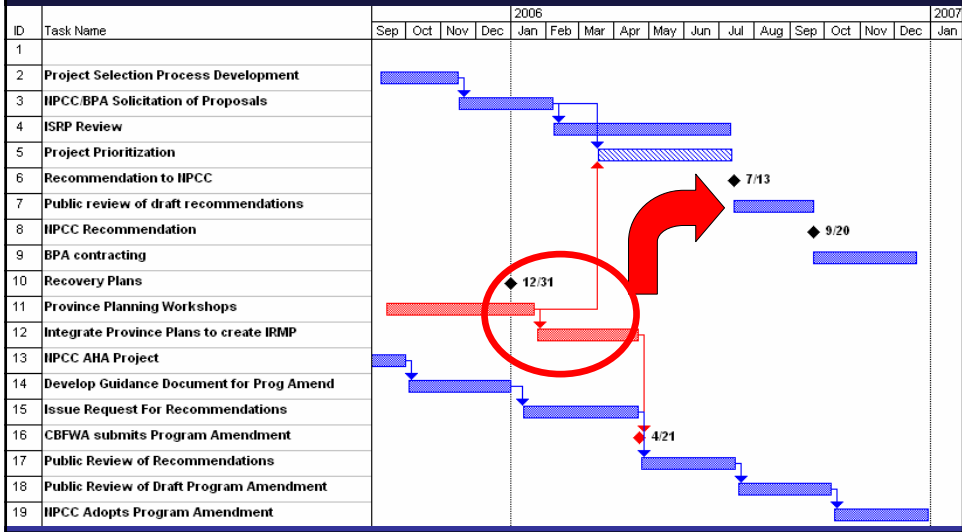 2006 2007
ID Task Name Sep Oct Nov Dec Jan Feb Mar Apr May Jun Jul Aug Sep Oct Nov Dec Jan
1
2 Project Selection Process Development
3 NPCC/BPA Solicitation of Proposals
4 ISRP Review
5 Project Prioritization
6 Recommendation to NPCC 7/13
7 Public review of draft recommendations
8 NPCC Recommendation 9/20
9 BPA contracting
10 Recovery Plans 12/31
11 Province Planning Workshops
12 Integrate Province Plans to create IRMP
13 NPCC AHA Project
14 Develop Guidance Document for Prog Amend
15 Issue Request For Recommendations
16 CBFWA submits Program Amendment 4/21
17 Public Review of Recommendations
18 Public Review of Draft Program Amendment
19 NPCC Adopts Program Amendment